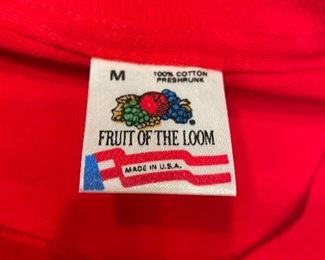 M
100% COTTON
PRESHRUNK
®
FRUIT OF THE LOOM
MADE IN U.S.A.